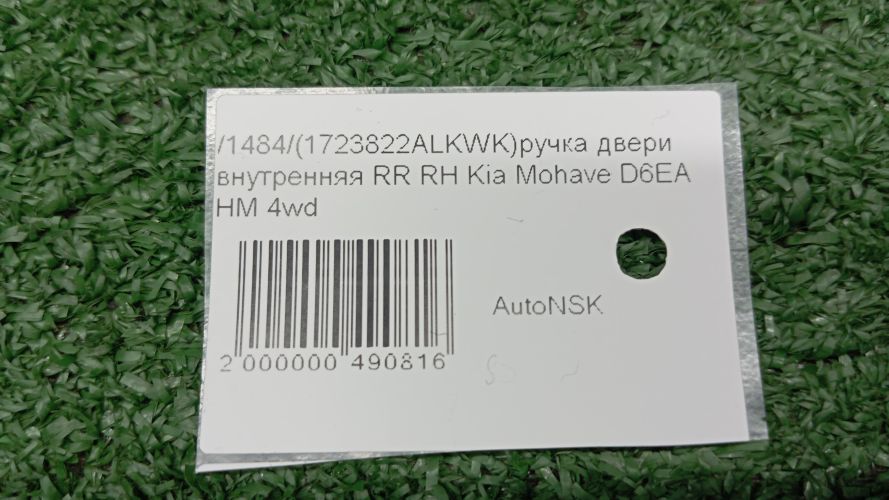 /1484/(1723822ALKWK)ручка двери
внутренняя RR RH Kia Mohave D6EA
HM 4wd
AutoNSK
2 000000 490816